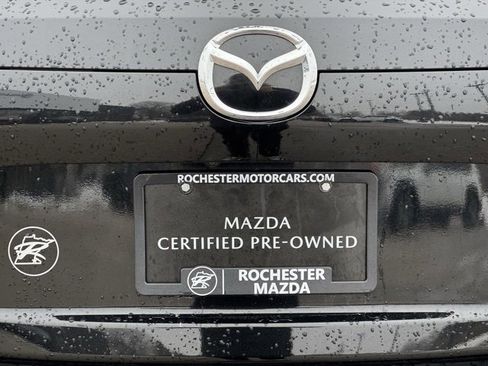 ROCHESTERMOTORCARS.COM
MAZDA
CERTIFIED PRE-OWNED
R
ROCHESTER
MAZDA
R